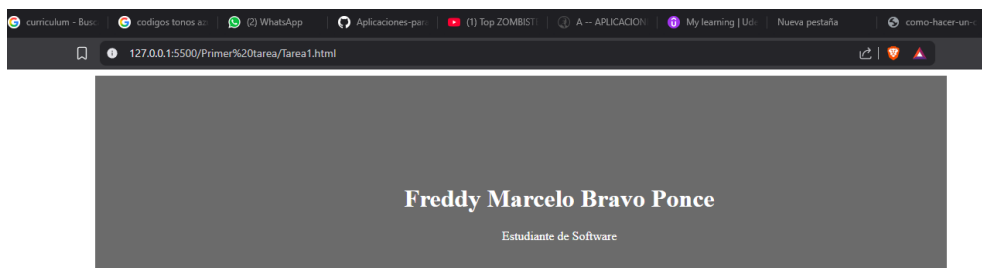 curriculum - Busc
codigos tonos az
(2) WhatsApp
Aplicaciones-para
(1) Top ZOMBIST
A -- APLICACION
My learning | Ude
Nueva pestaña
como-hacer-un-c
127.0.0.1:5500/Primer%20tarea/Tarea1.html
Freddy Marcelo Bravo Ponce
Estudiante de Software